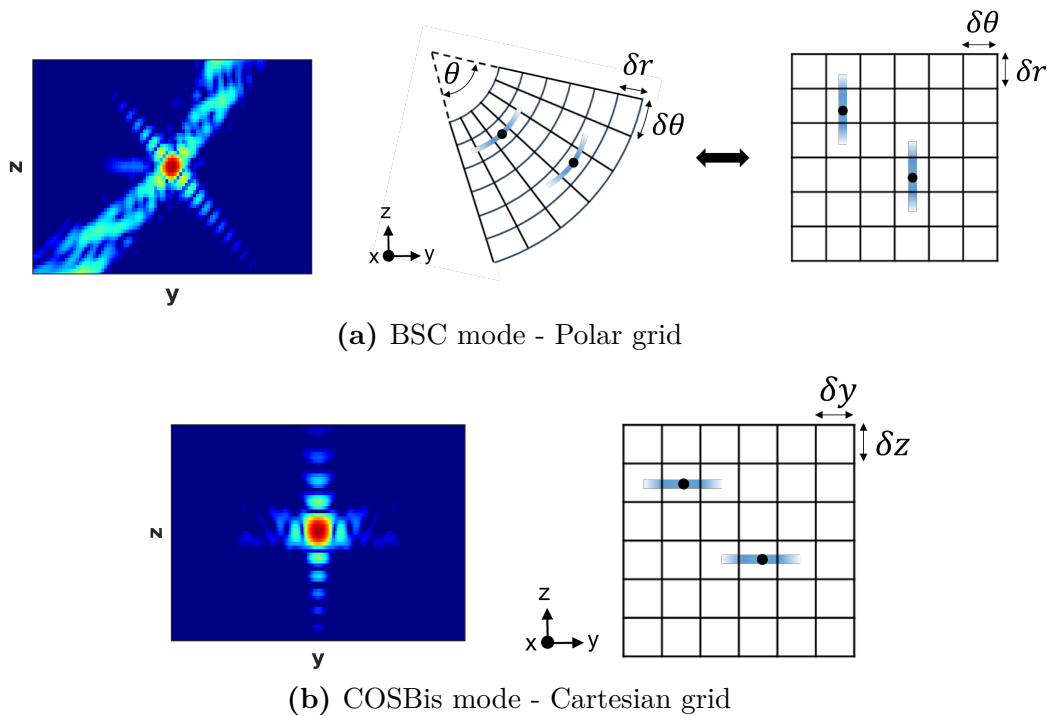 z
y
θ
δr
δθ
z
x
y
δθ
δr
(a) BSC mode - Polar grid
z
y
δy
δz
z
x
y
(b) COSBis mode - Cartesian grid